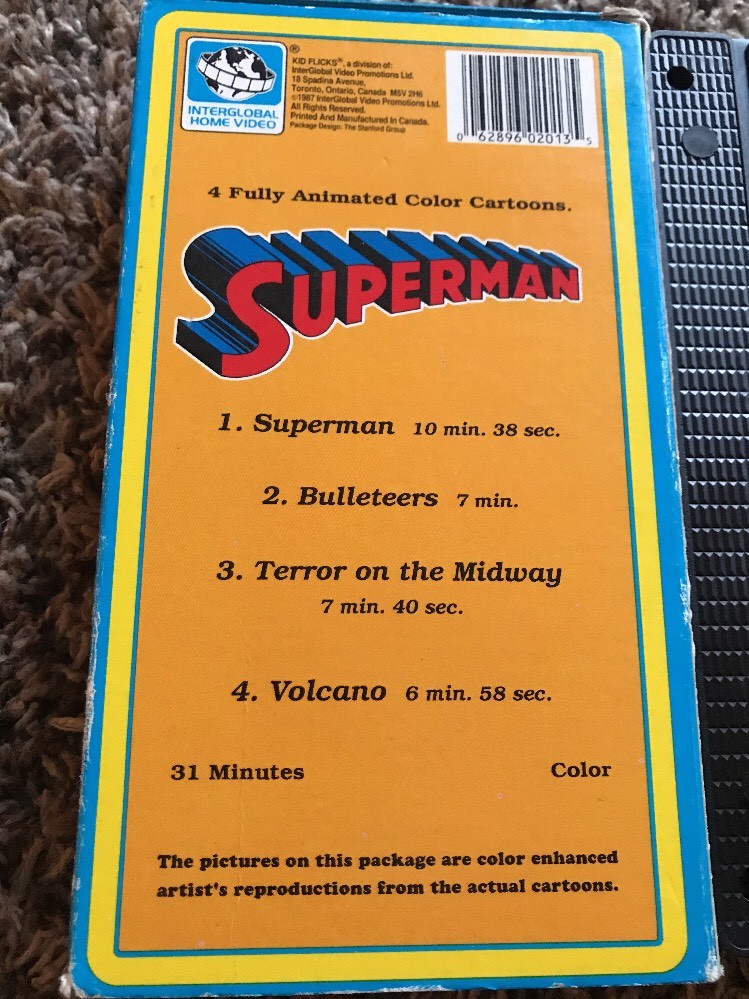 INTERGLOBAL
HOME VIDEO
®
KID FLICKS®, a division of:
InterGlobal Video Promotions Ltd.
18 Spadina Avenue,
Toronto, Ontario, Canada M5V 2H6
©1987 InterGlobal Video Promotions Ltd.
All Rights Reserved.
Printed And Manufactured In Canada.
Package Design: The Stanford Group
0 62896 02013 5
4 Fully Animated Color Cartoons.
SUPERMAN
1. Superman 10 min. 38 sec.
2. Bulleteers 7 min.
3. Terror on the Midway
7 min. 40 sec.
4. Volcano 6 min. 58 sec.
31 Minutes Color
The pictures on this package are color enhanced
artist's reproductions from the actual cartoons.